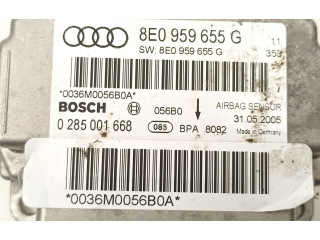 8E0 959 655 G
SW: 8E0 959 655 G
11
353
*0036M0056B0A*
BOSCH
056B0
AIRBAG SENSOR
31.05.2005
0 285 001 668
085
BPA 8082
Made in Germany
*0036M0056B0A*